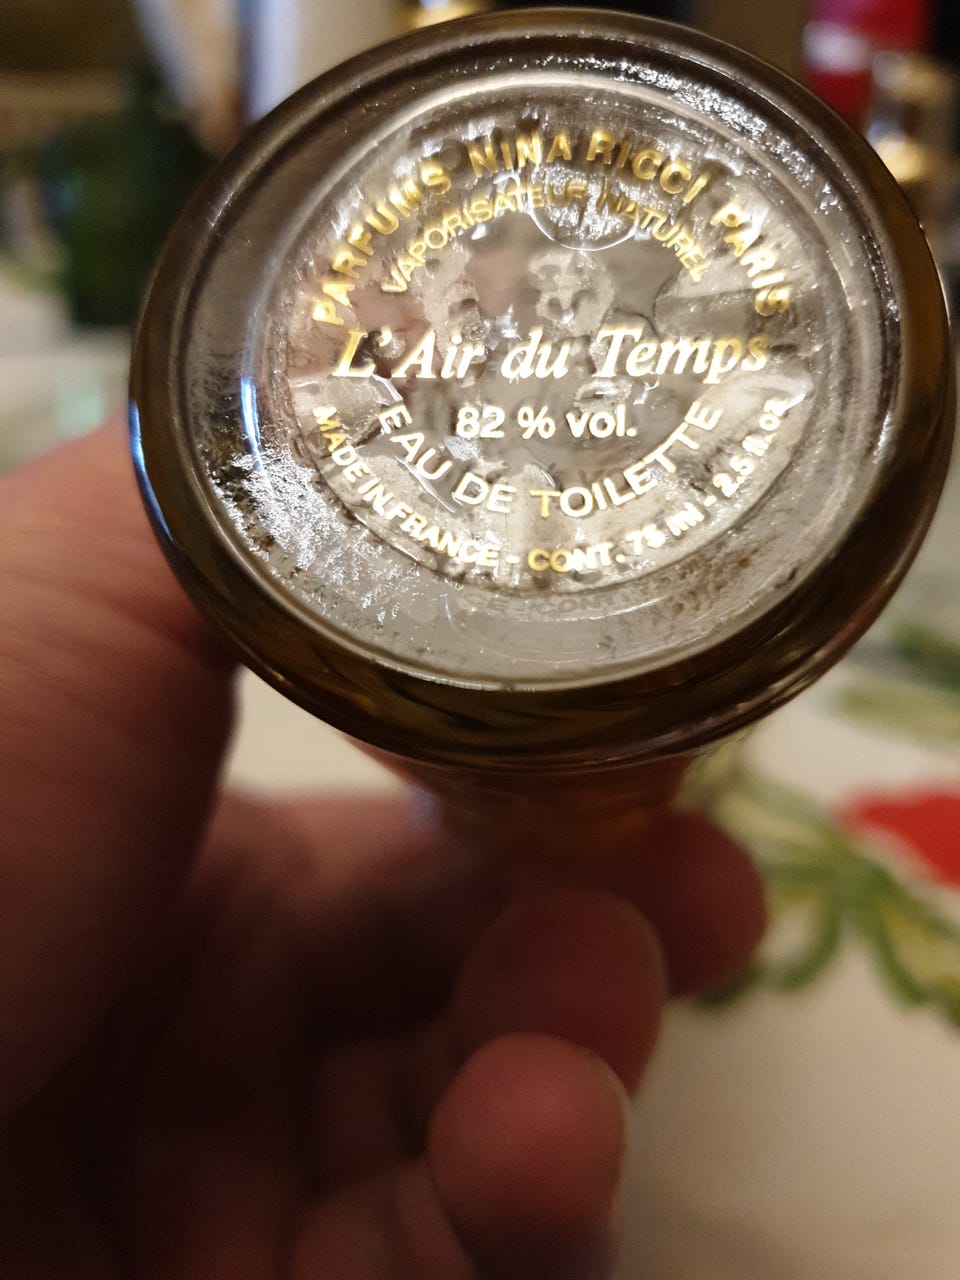 PARFUMS NINA RICCI PARIS
VAPORISATEUR NATUREL
L'Air du Temps
82 % vol.
EAU DE TOILETTE
MADE IN FRANCE - CONT. 75 ml - 2.5 fl.oz